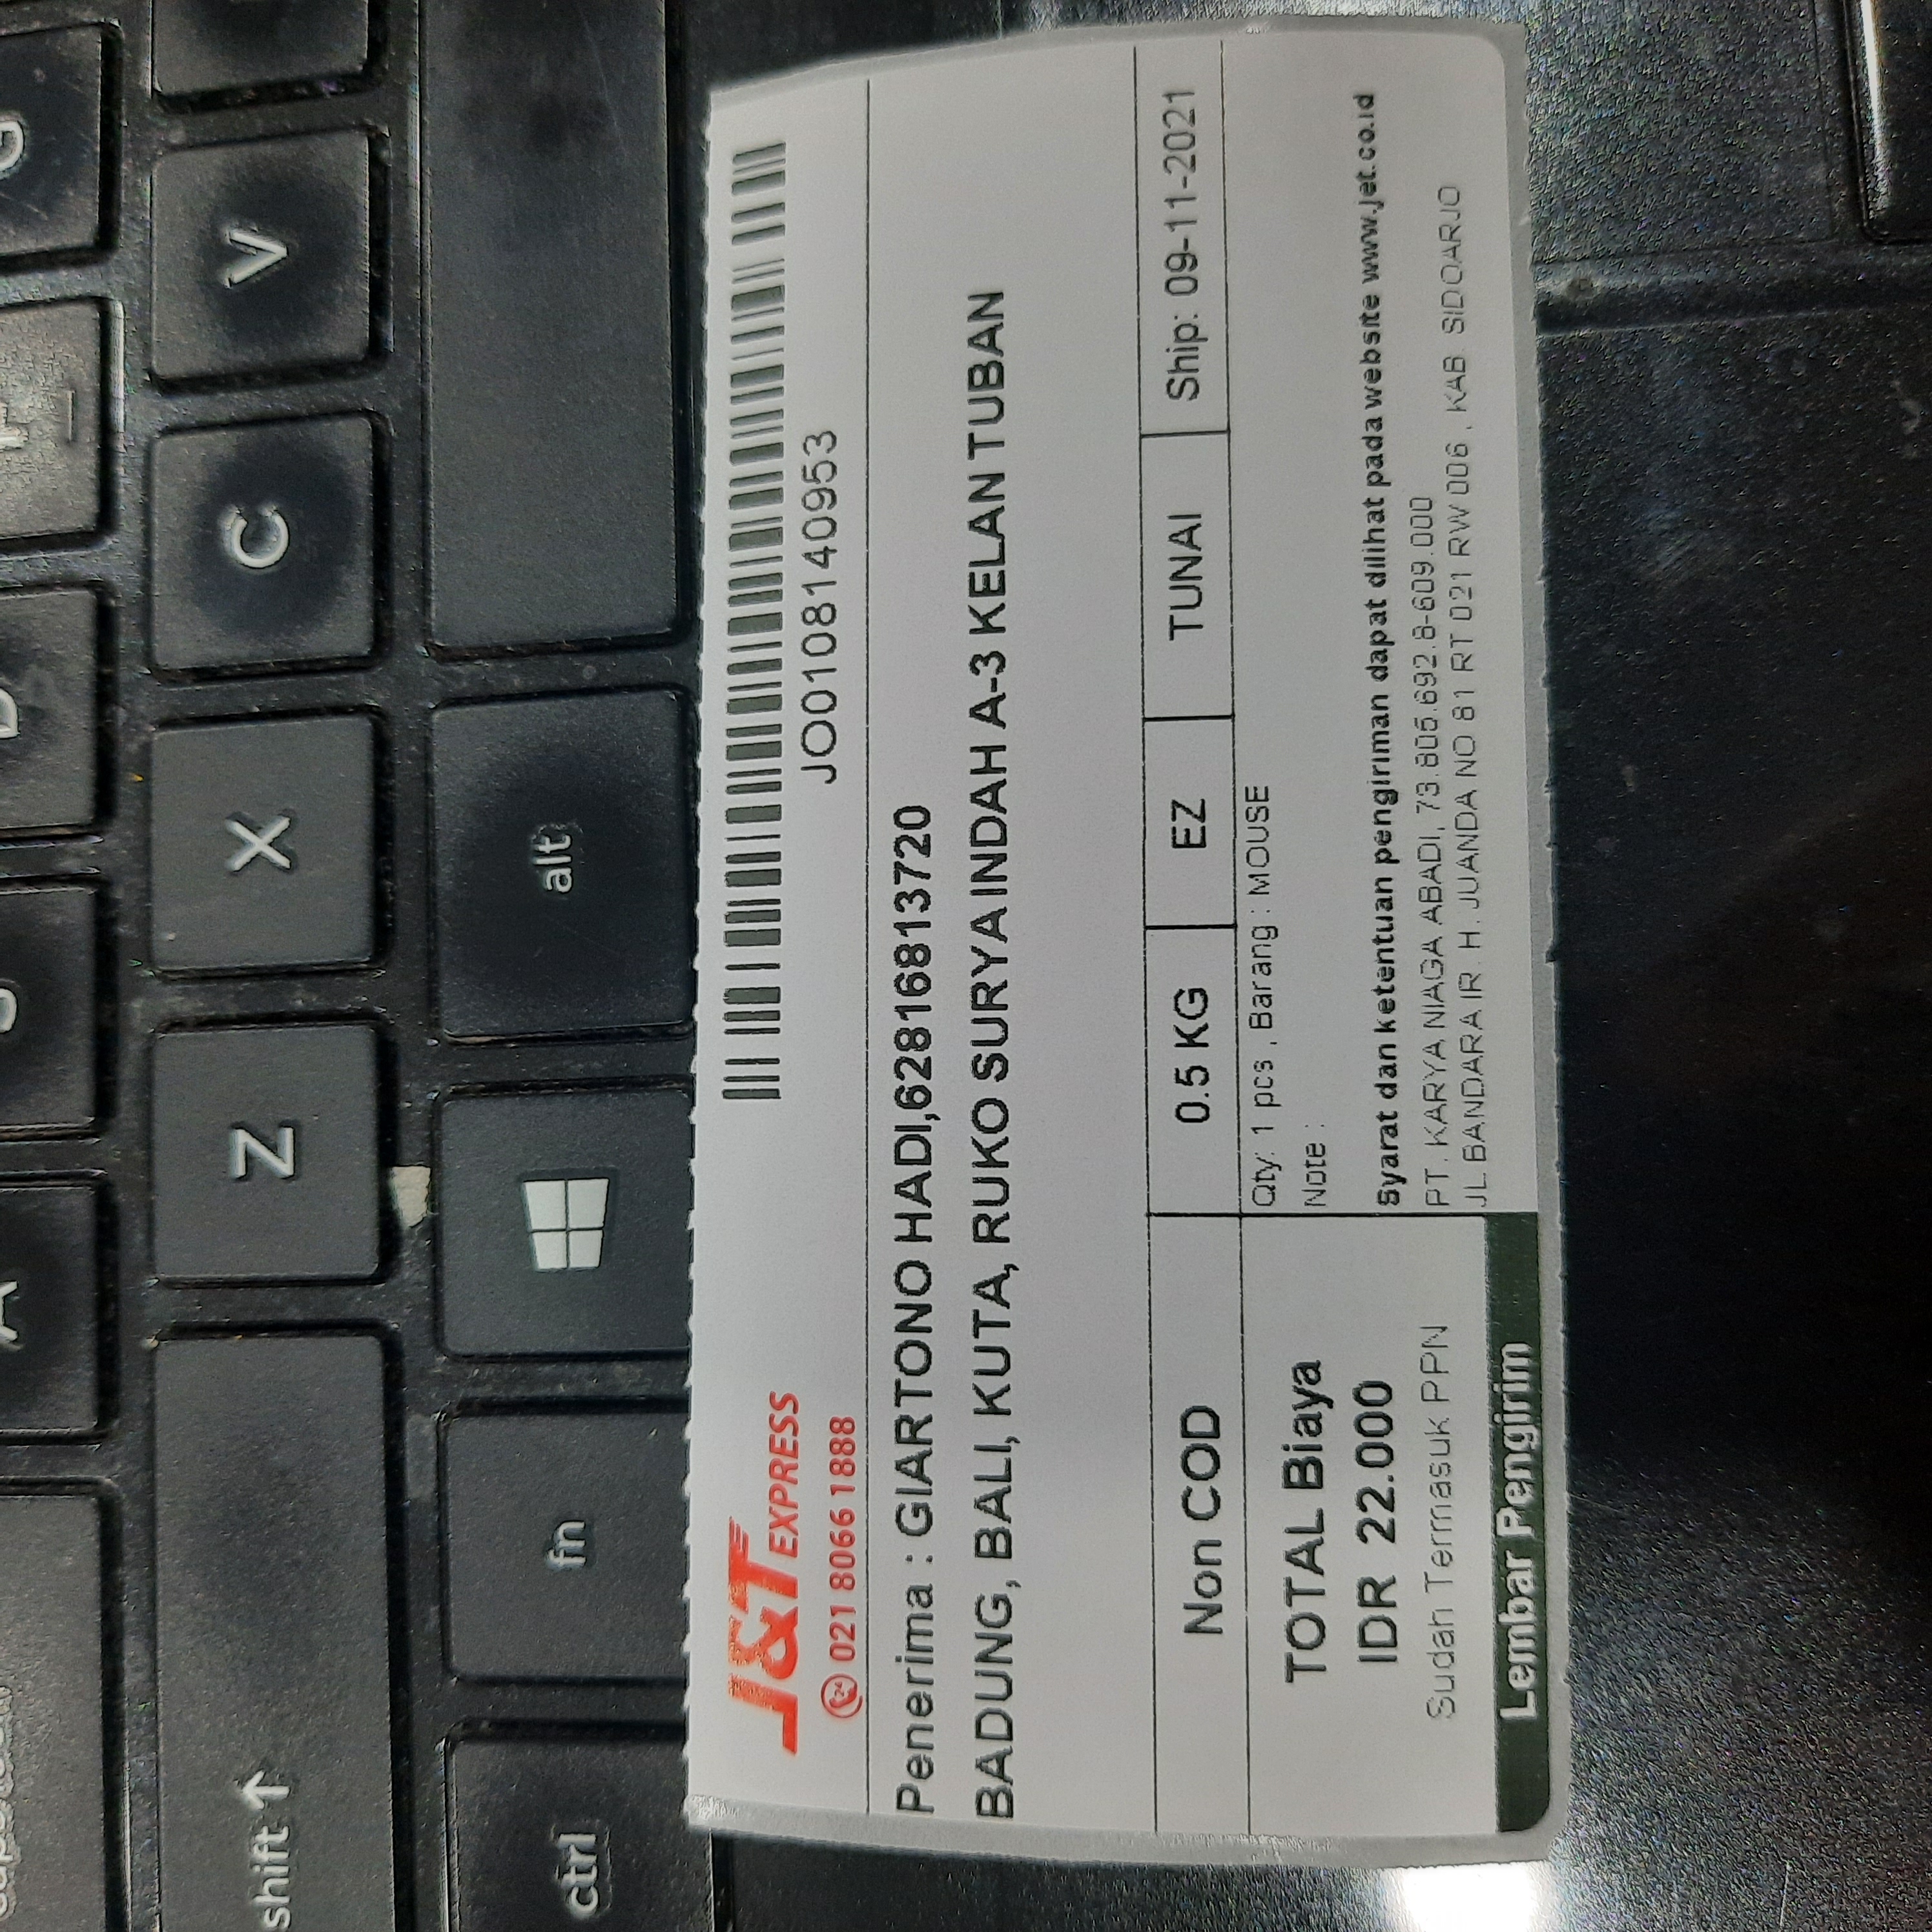 A S D F G
shift ↑ Z X C V
ctrl fn alt
J&T EXPRESS
24 021 8066 1888
JO0108140953
Penerima : GIARTONO HADI,62816813720
BADUNG, BALI, KUTA, RUKO SURYA INDAH A-3 KELAN TUBAN
Non COD 0.5 KG EZ TUNAI Ship: 09-11-2021
TOTAL Biaya
IDR 22.000
Sudah Termasuk PPN
Lembar Pengirim
Qty: 1 pcs , Barang : MOUSE
Note :
Syarat dan ketentuan pengiriman dapat dilihat pada website www.jet.co.id
PT. KARYA NIAGA ABADI, 73.805.692.8-609.000
JL BANDARA IR. H. JUANDA NO 81 RT 021 RW 006 , KAB. SIDOARJO